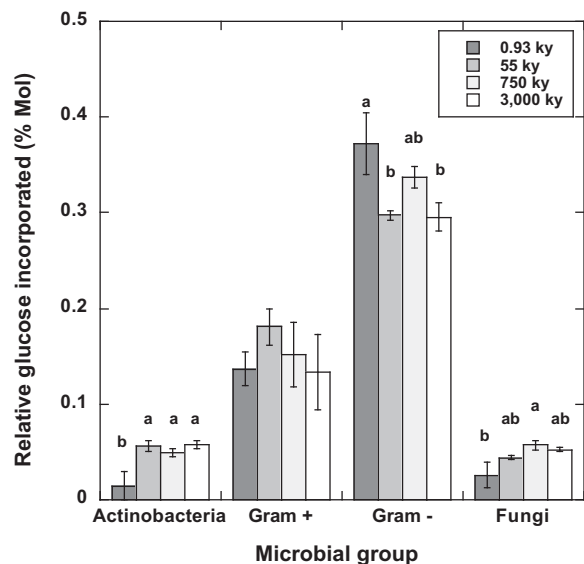 0.5
0.93 ky
55 ky
750 ky
3,000 ky
0.4
a
ab
b
b
0.3
Relative glucose incorporated (% Mol)
0.2
0.1
b
a
a
a
b
ab
a
ab
0
Actinobacteria
Gram +
Gram -
Fungi
Microbial group